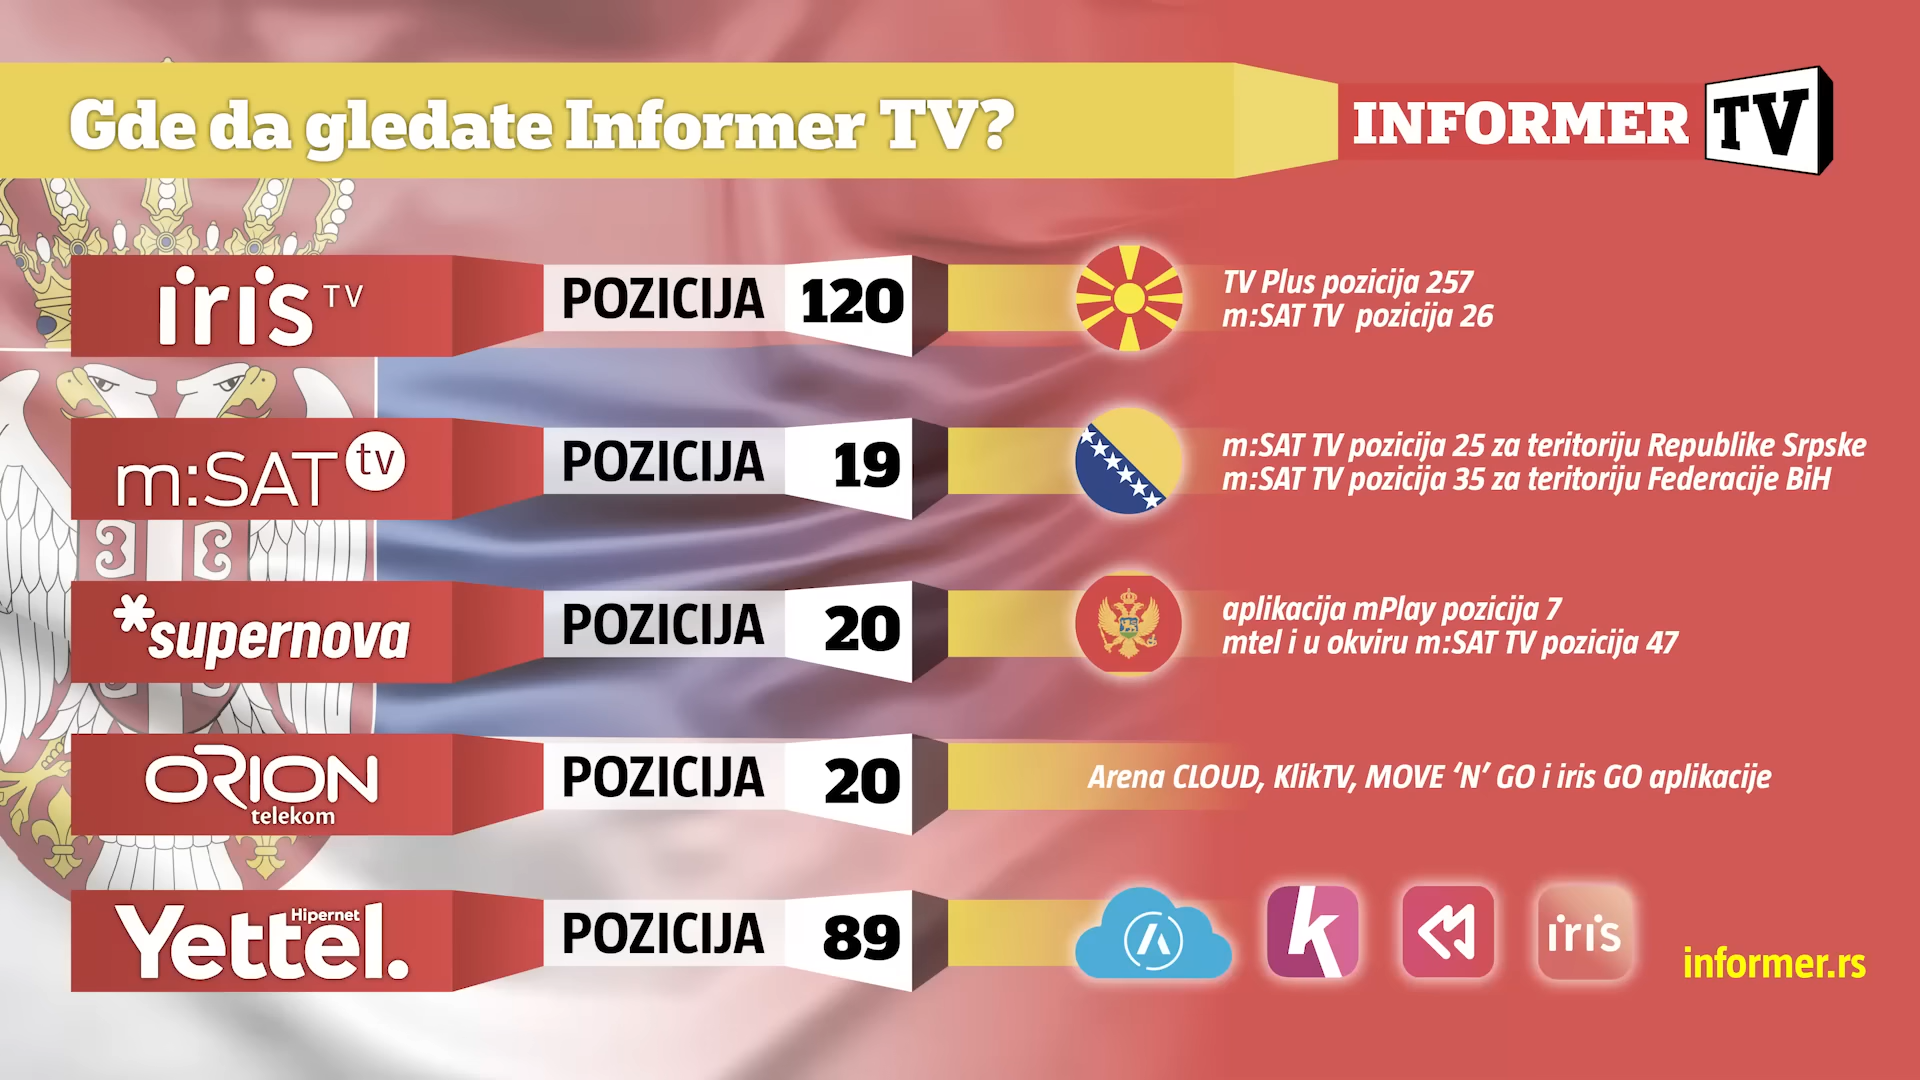 Gde da gledate Informer TV?
INFORMER TV
iris TV POZICIJA 120
TV Plus pozicija 257
m:SAT TV pozicija 26
m:SAT tv POZICIJA 19
m:SAT TV pozicija 25 za teritoriju Republike Srpske
m:SAT TV pozicija 35 za teritoriju Federacije BiH
*supernova POZICIJA 20
aplikacija mPlay pozicija 7
mtel i u okviru m:SAT TV pozicija 47
ORION telekom POZICIJA 20
Arena CLOUD, KlikTV, MOVE ‘N’ GO i iris GO aplikacije
Yettel. Hipernet POZICIJA 89
k
iris
informer.rs